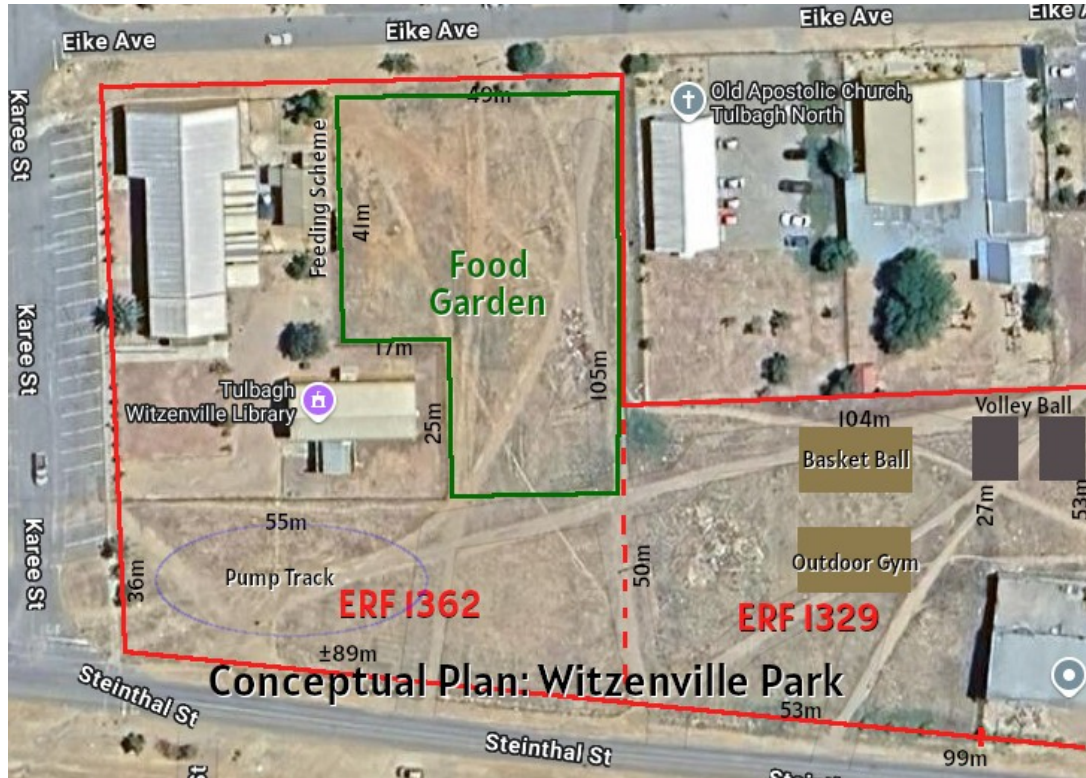 Eike Ave
Eike Ave
Eike Ave
Eike A
Karee St
49m
Old Apostolic Church,
Tulbagh North
Feeding Scheme
41m
Food
Garden
Karee St
17m
105m
Tulbagh
Witzenville Library
25m
Volley Ball
104m
Basket Ball
27m
53m
Karee St
55m
Pump Track
36m
50m
Outdoor Gym
ERF 1362
ERF 1329
±89m
Conceptual Plan: Witzenville Park
Steinthal St
53m
Steinthal St
99m